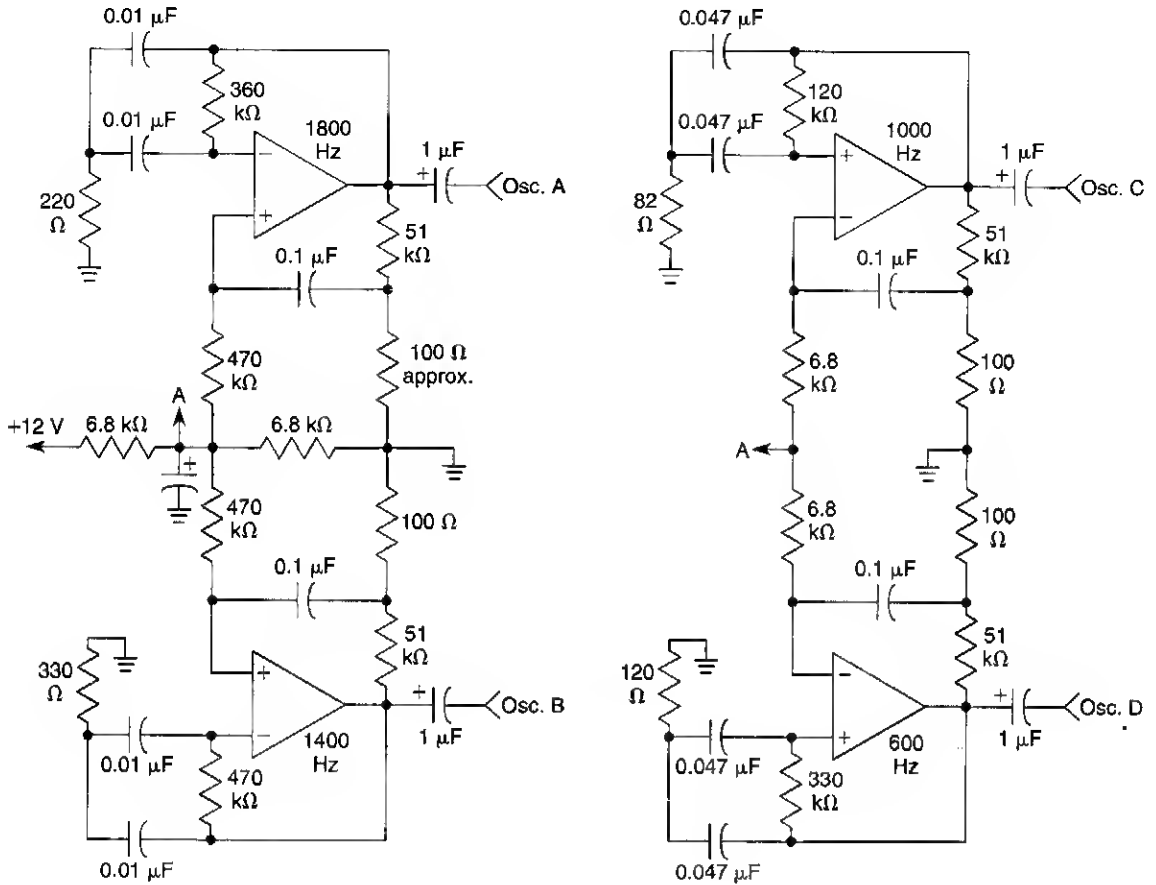 0.01 µF
360
kΩ
0.01 µF
1800
Hz
−
+
220
Ω
1 µF
+
Osc. A
51
kΩ
0.1 µF
470
kΩ
100 Ω
approx.
A
+12 V
6.8 kΩ
6.8 kΩ
+
470
kΩ
100 Ω
0.1 µF
51
kΩ
330
Ω
+
−
1400
Hz
+
1 µF
Osc. B
0.01 µF
470
kΩ
0.01 µF
0.047 µF
120
kΩ
0.047 µF
1000
Hz
+
−
82
Ω
1 µF
+
Osc. C
51
kΩ
0.1 µF
6.8
kΩ
100
Ω
A
6.8
kΩ
100
Ω
0.1 µF
51
kΩ
120
Ω
−
+
600
Hz
+
1 µF
Osc. D
0.047 µF
330
kΩ
0.047 µF